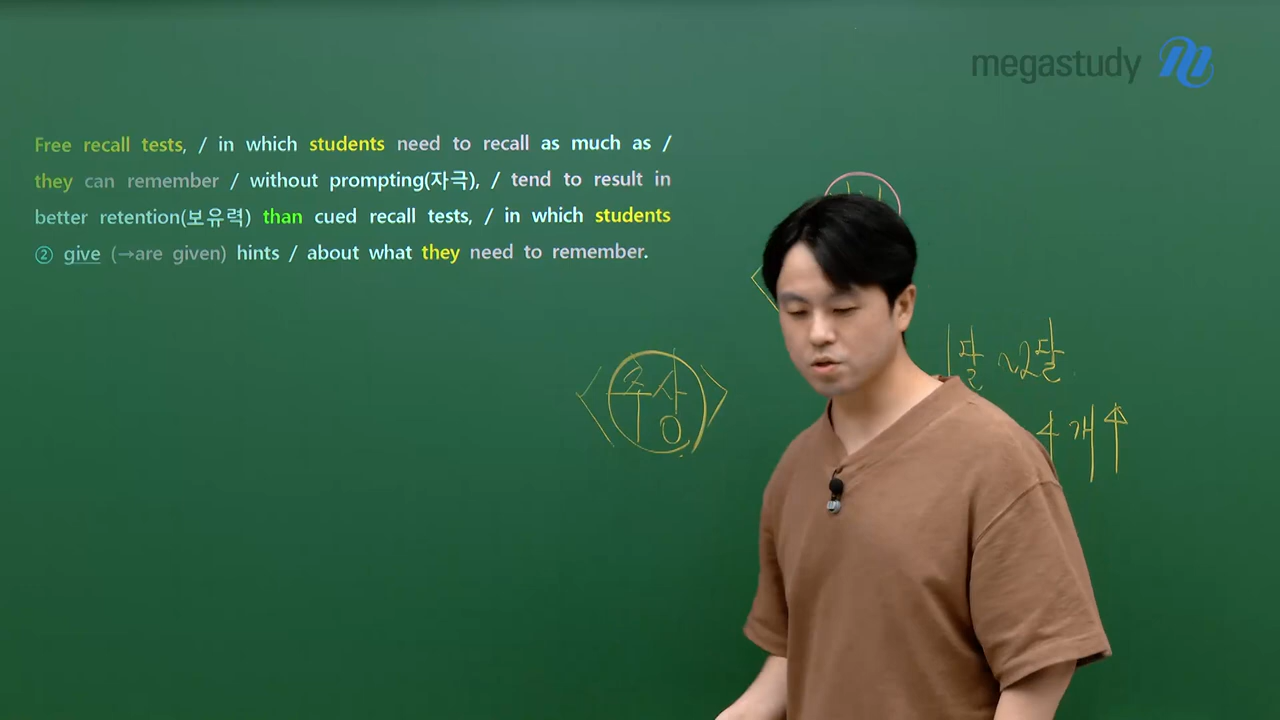 megastudy
Free recall tests, / in which students need to recall as much as /
they can remember / without prompting(자극), / tend to result in
better retention(보유력) than cued recall tests, / in which students
② give (→are given) hints / about what they need to remember.
1달 ~2달
추상
4개↑